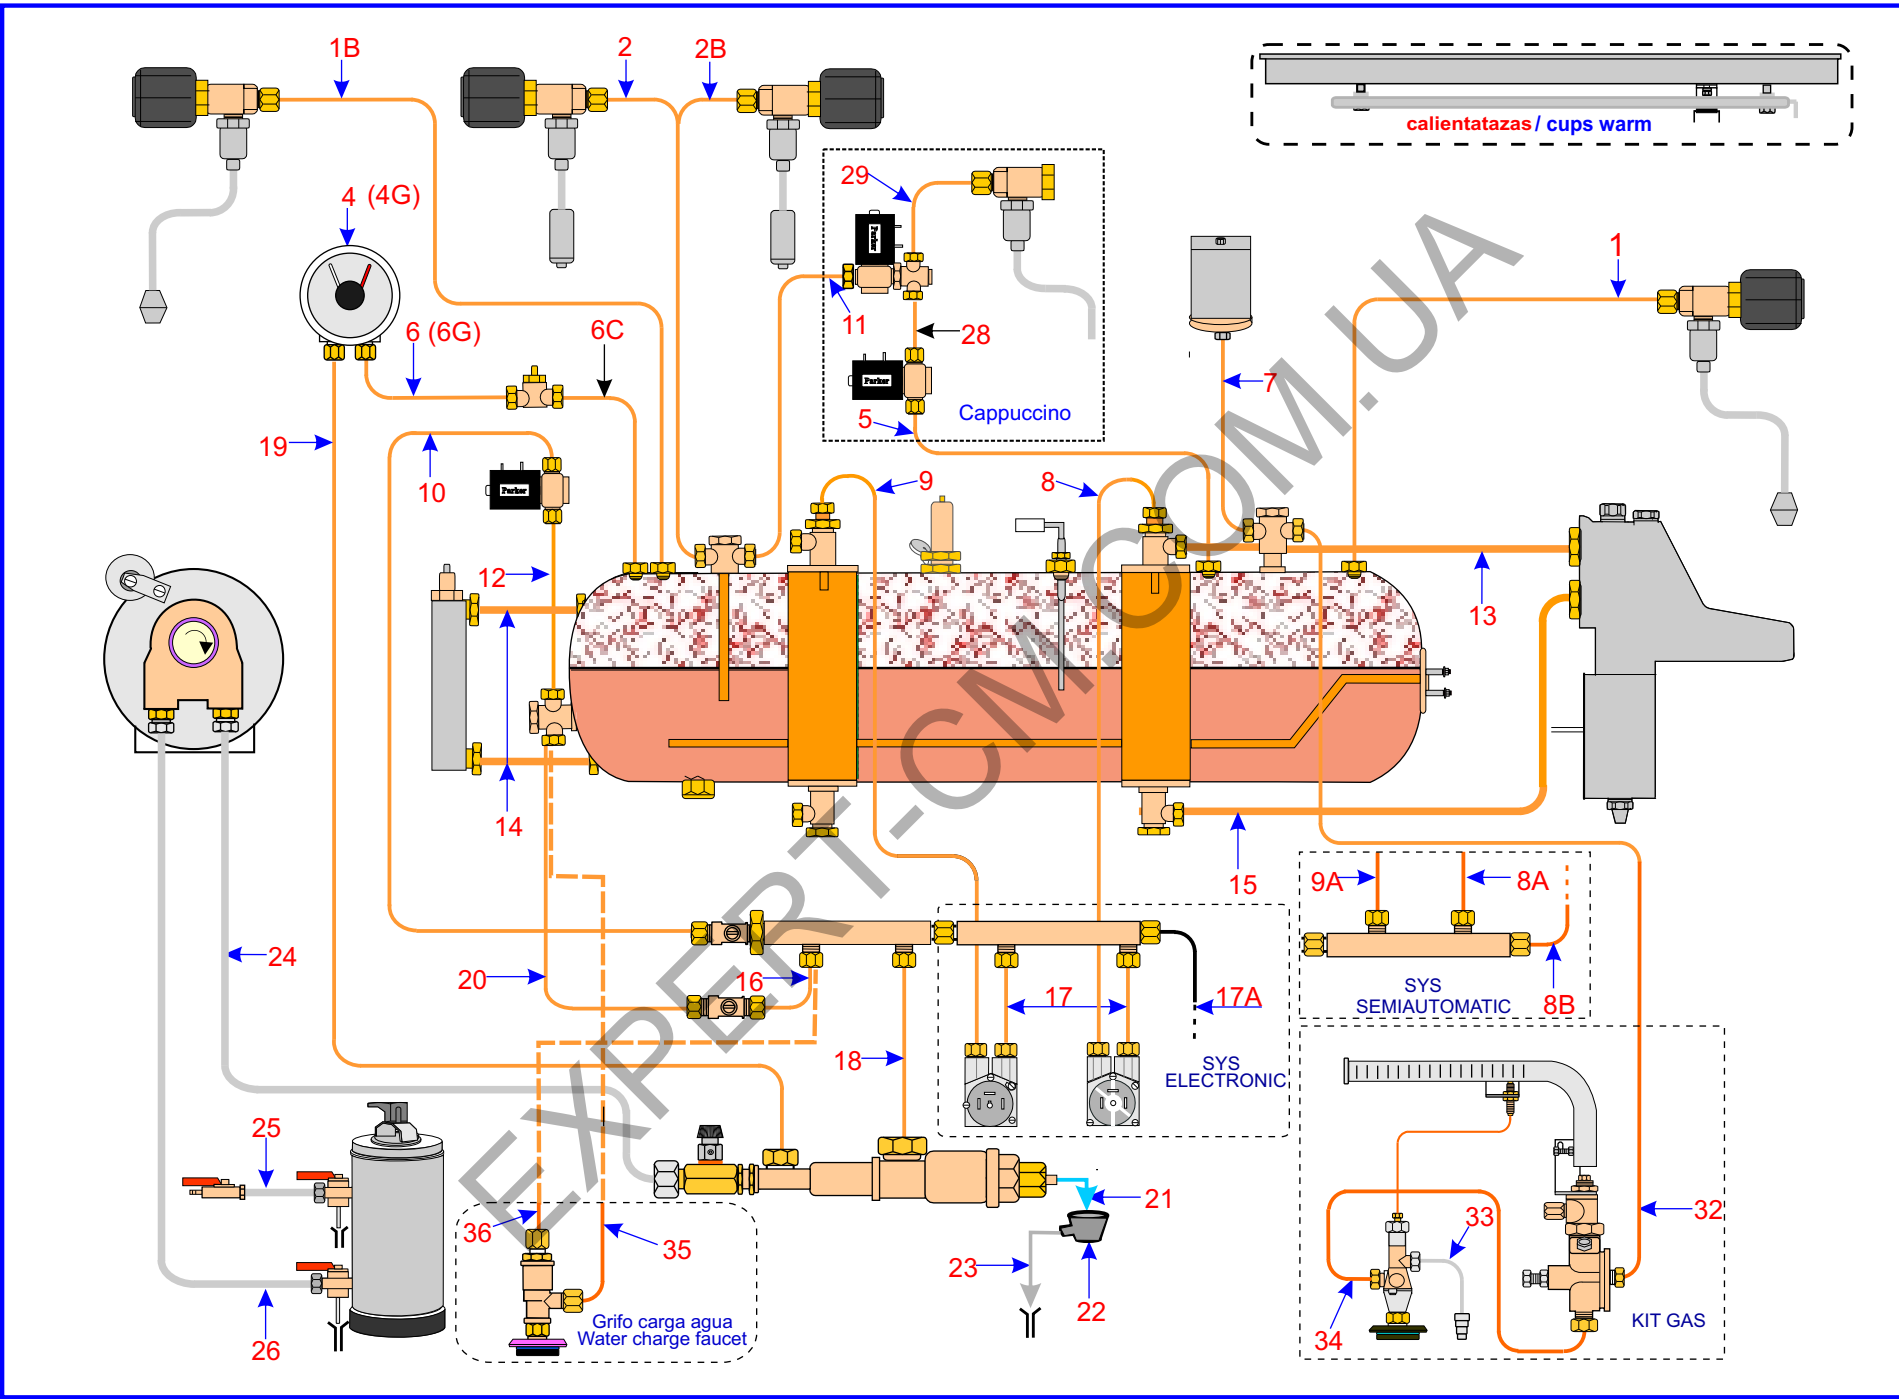 1B
2
2B
calientatazas / cups warm
4 (4G)
29
Parker
1
6 (6G)
6C
11
28
7
Parker
5
Cappuccino
19
10
Parker
9
8
12
13
14
15
9A
8A
24
20
16
17
17A
8B
SYS
SEMIAUTOMATIC
18
SYS
ELECTRONIC
25
21
36
35
33
32
23
22
26
34
Grifo carga agua
Water charge faucet
KIT GAS
EXPERT-CM.COM.UA